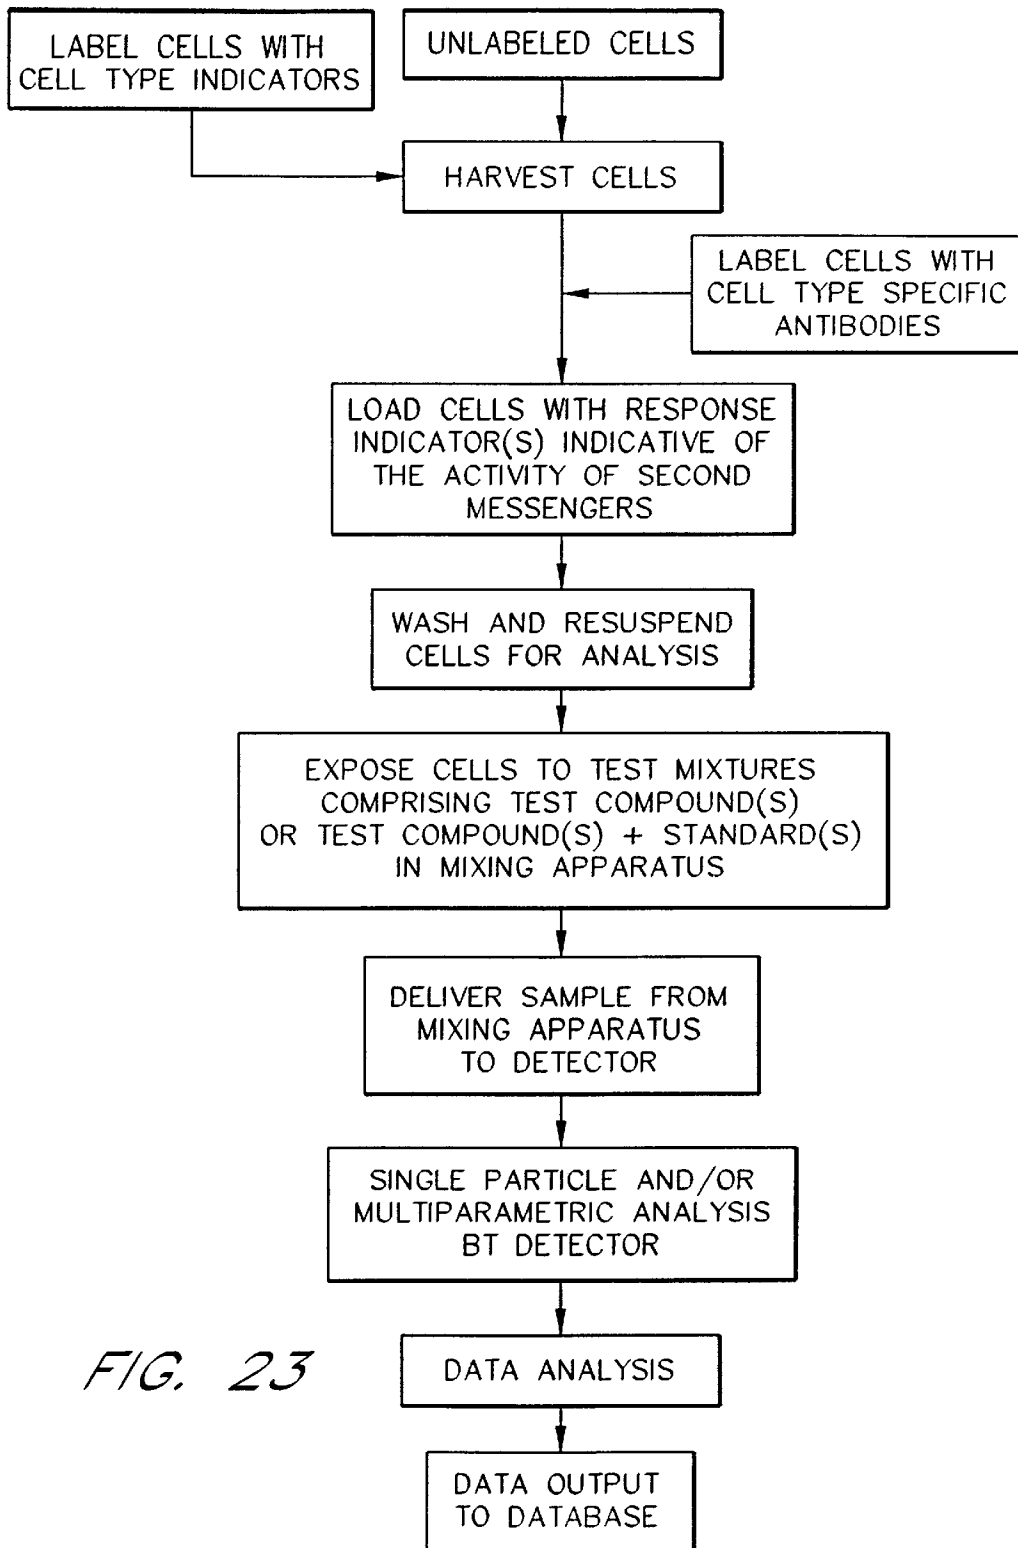 LABEL CELLS WITH
CELL TYPE INDICATORS
UNLABELED CELLS
HARVEST CELLS
LABEL CELLS WITH
CELL TYPE SPECIFIC
ANTIBODIES
LOAD CELLS WITH RESPONSE
INDICATOR(S) INDICATIVE OF
THE ACTIVITY OF SECOND
MESSENGERS
WASH AND RESUSPEND
CELLS FOR ANALYSIS
EXPOSE CELLS TO TEST MIXTURES
COMPRISING TEST COMPOUND(S)
OR TEST COMPOUND(S) + STANDARD(S)
IN MIXING APPARATUS
DELIVER SAMPLE FROM
MIXING APPARATUS
TO DETECTOR
SINGLE PARTICLE AND/OR
MULTIPARAMETRIC ANALYSIS
BT DETECTOR
DATA ANALYSIS
DATA OUTPUT
TO DATABASE
FIG. 23